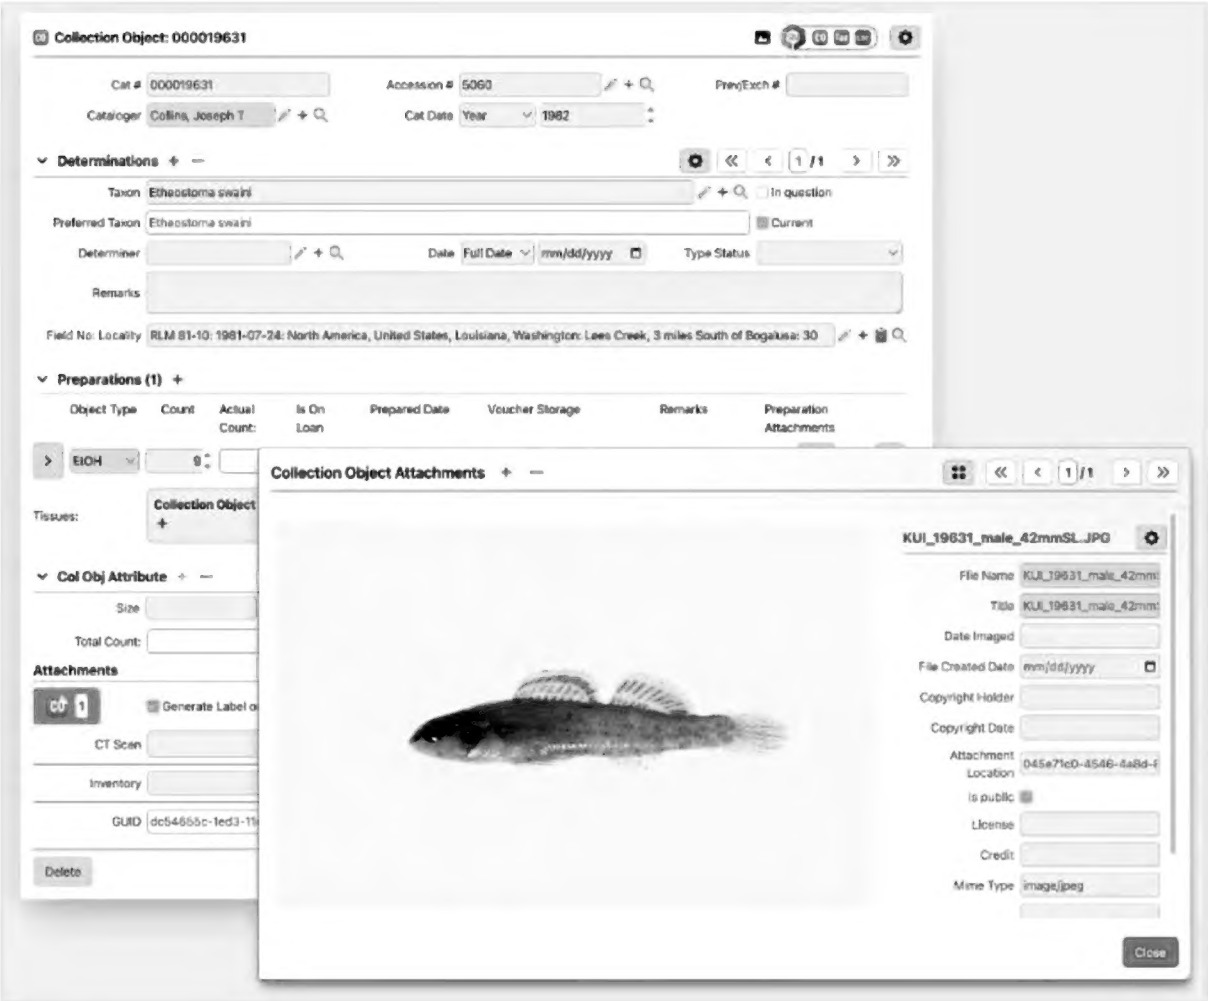 Collection Object: 000019631
Cat # 000019631 Accession # 5060 Prev/Exch #
Cataloger Collins, Joseph T Cat Date Year 1982
Determinations + − 1 / 1
Taxon Etheostoma swaini In question
Preferred Taxon Etheostoma swaini Current
Determiner Date Full Date mm/dd/yyyy Type Status
Remarks
Field No: Locality RLM 81-10: 1981-07-24: North America, United States, Louisiana, Washington: Lees Creek, 3 miles South of Bogalusa: 30
Preparations (1) +
Object Type Count Actual Count: Is On Loan Prepared Date Voucher Storage Remarks Preparation Attachments
EtOH 9
Tissues: Collection Object
+
Col Obj Attribute + −
Size
Total Count:
Attachments
CO 1 Generate Label o
CT Scan
Inventory
GUID dc54655c-1ed3-11
Delete
Collection Object Attachments + − 1 / 1
KUI_19631_male_42mmSL.JPG
File Name KUI_19631_male_42mm
Title KUI_19631_male_42mm
Date Imaged
File Created Date mm/dd/yyyy
Copyright Holder
Copyright Date
Attachment Location 045e71c0-4546-4a8d-
Is public
License
Credit
Mime Type image/jpeg
Close